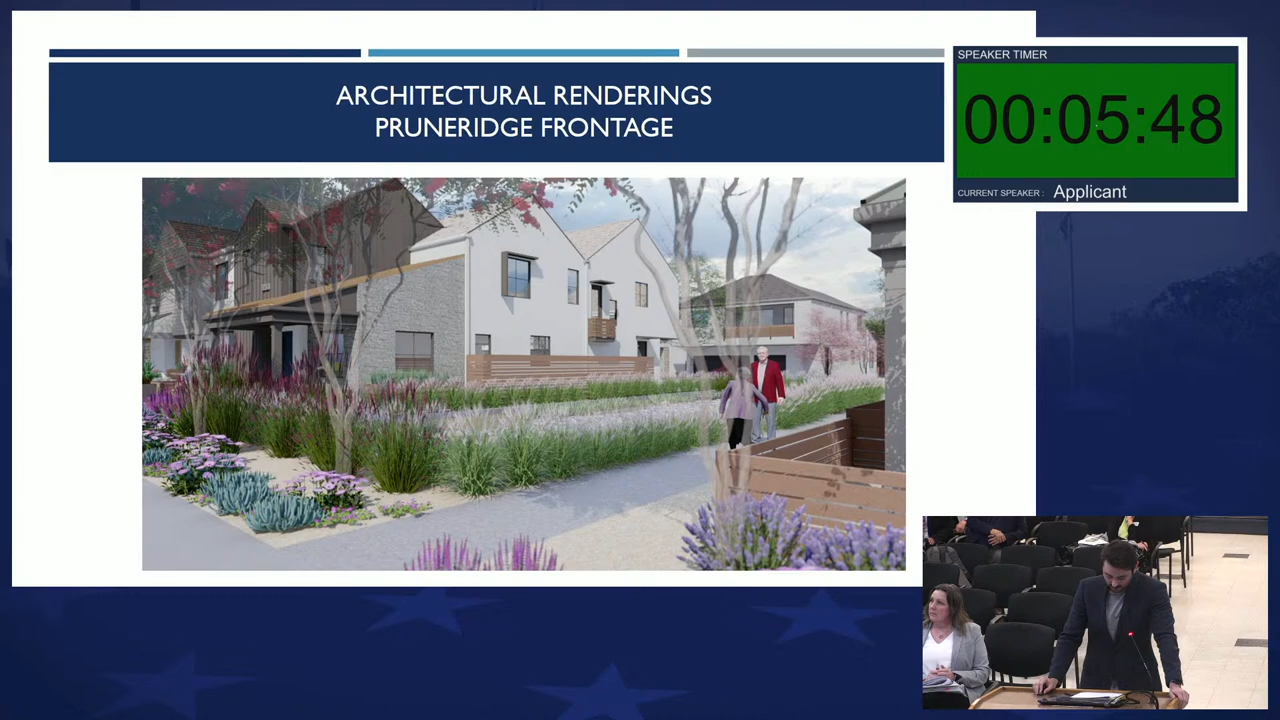 ARCHITECTURAL RENDERINGS
PRUNERIDGE FRONTAGE
SPEAKER TIMER
00:05:48
CURRENT SPEAKER : Applicant